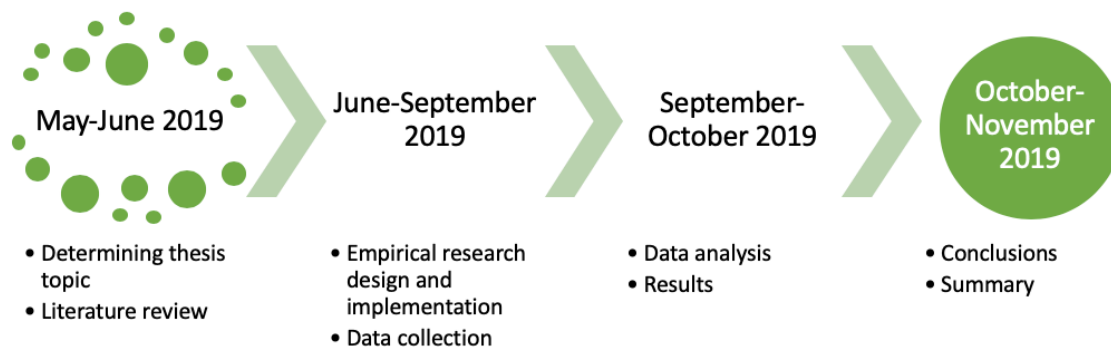 May-June 2019
June-September
2019
September-
October 2019
October-
November
2019
• Determining thesis
topic
• Literature review
• Empirical research
design and
implementation
• Data collection
• Data analysis
• Results
• Conclusions
• Summary